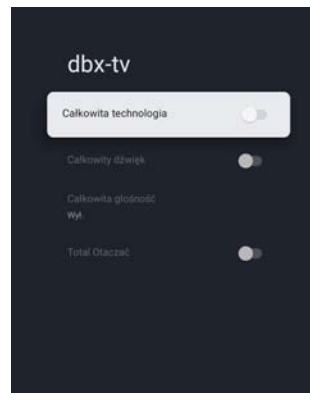 dbx-tv
Całkowita technologia
Całkowity dźwięk
Całkowita głośność
Wył.
Total Otaczać